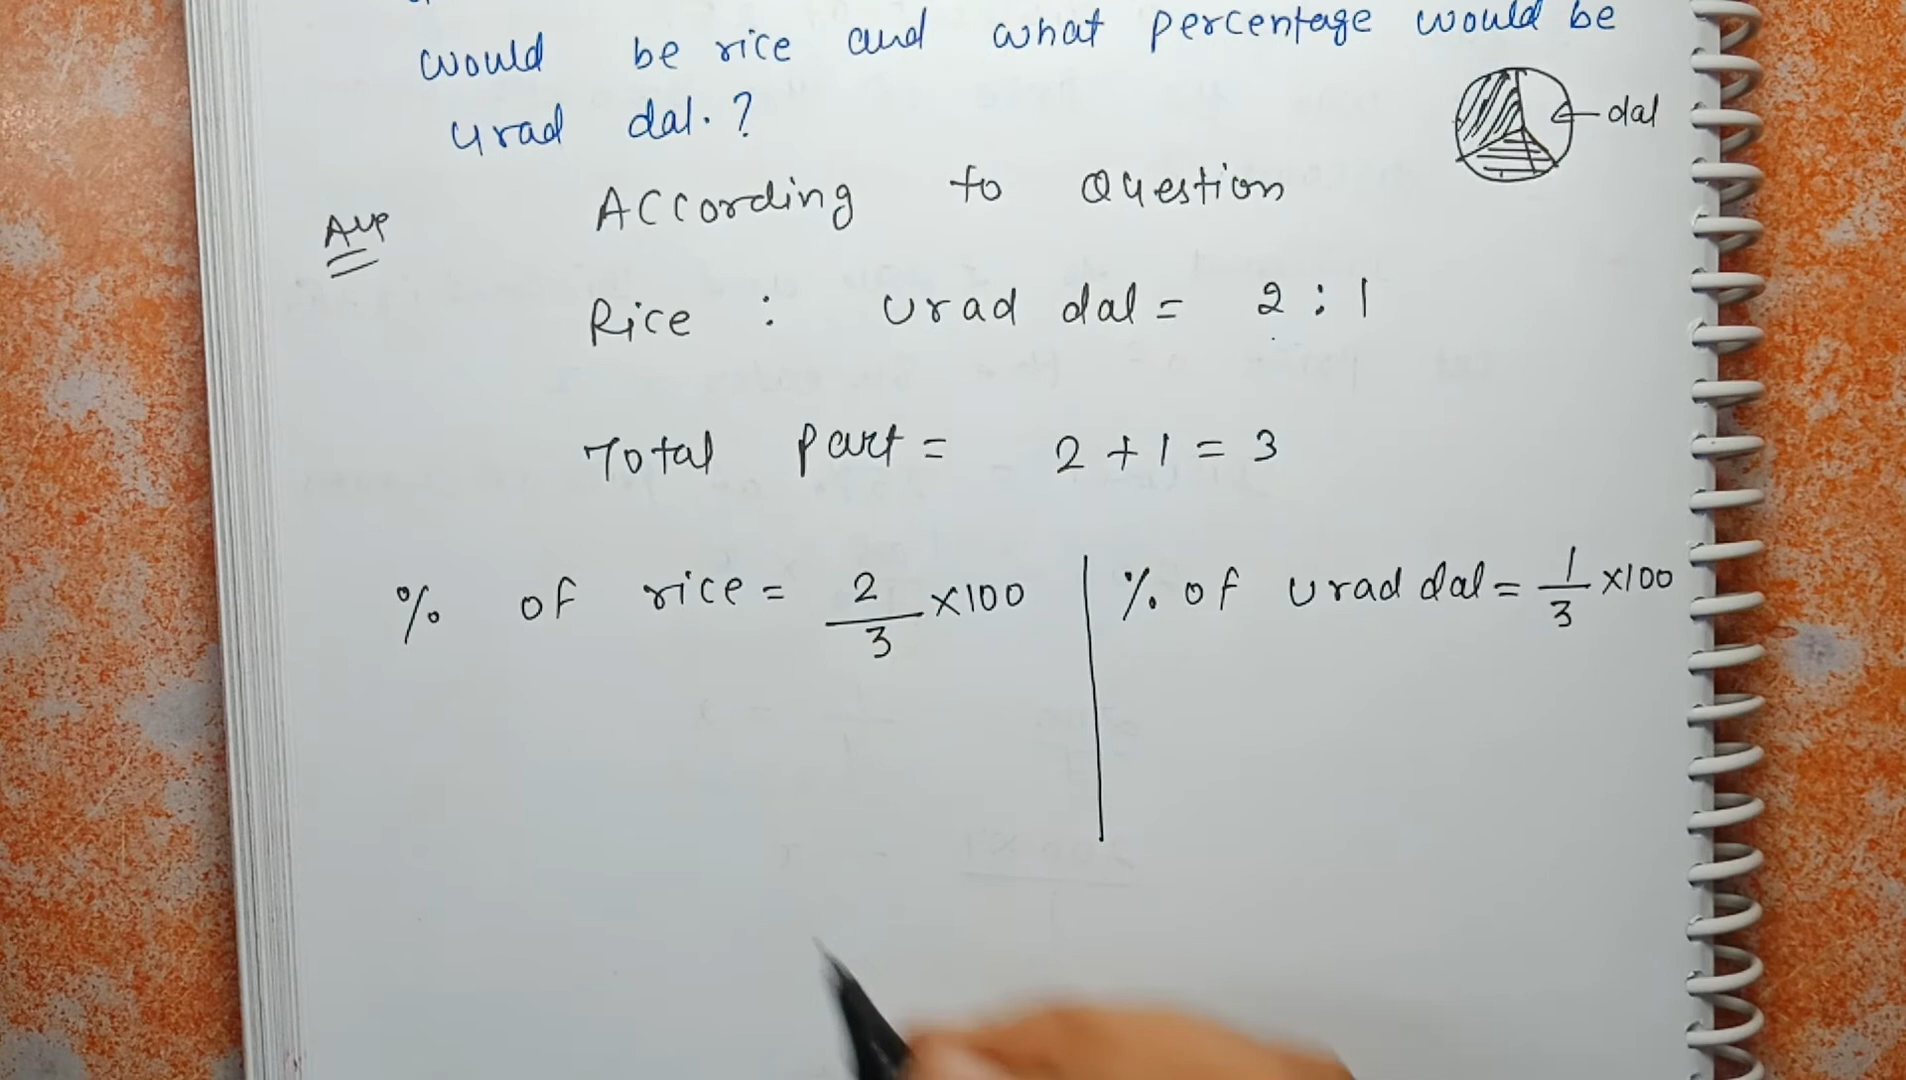 would be rice and what percentage would be
urad dal. ?
dal
According to Question
Ans
Rice : Urad dal = 2 : 1
Total part = 2 + 1 = 3
% of rice = 2/3 ×100
% of Urad dal = 1/3 ×100